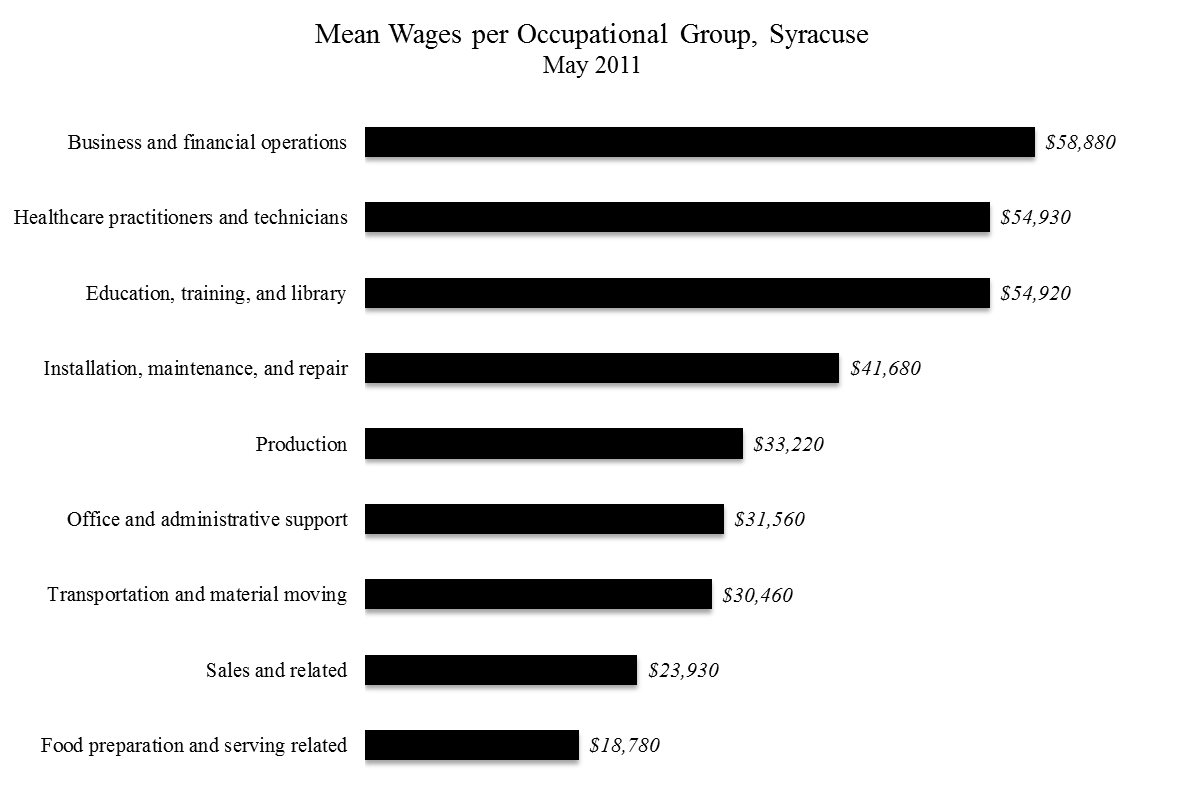 Mean Wages per Occupational Group, Syracuse
May 2011
Business and financial operations $58,880
Healthcare practitioners and technicians $54,930
Education, training, and library $54,920
Installation, maintenance, and repair $41,680
Production $33,220
Office and administrative support $31,560
Transportation and material moving $30,460
Sales and related $23,930
Food preparation and serving related $18,780